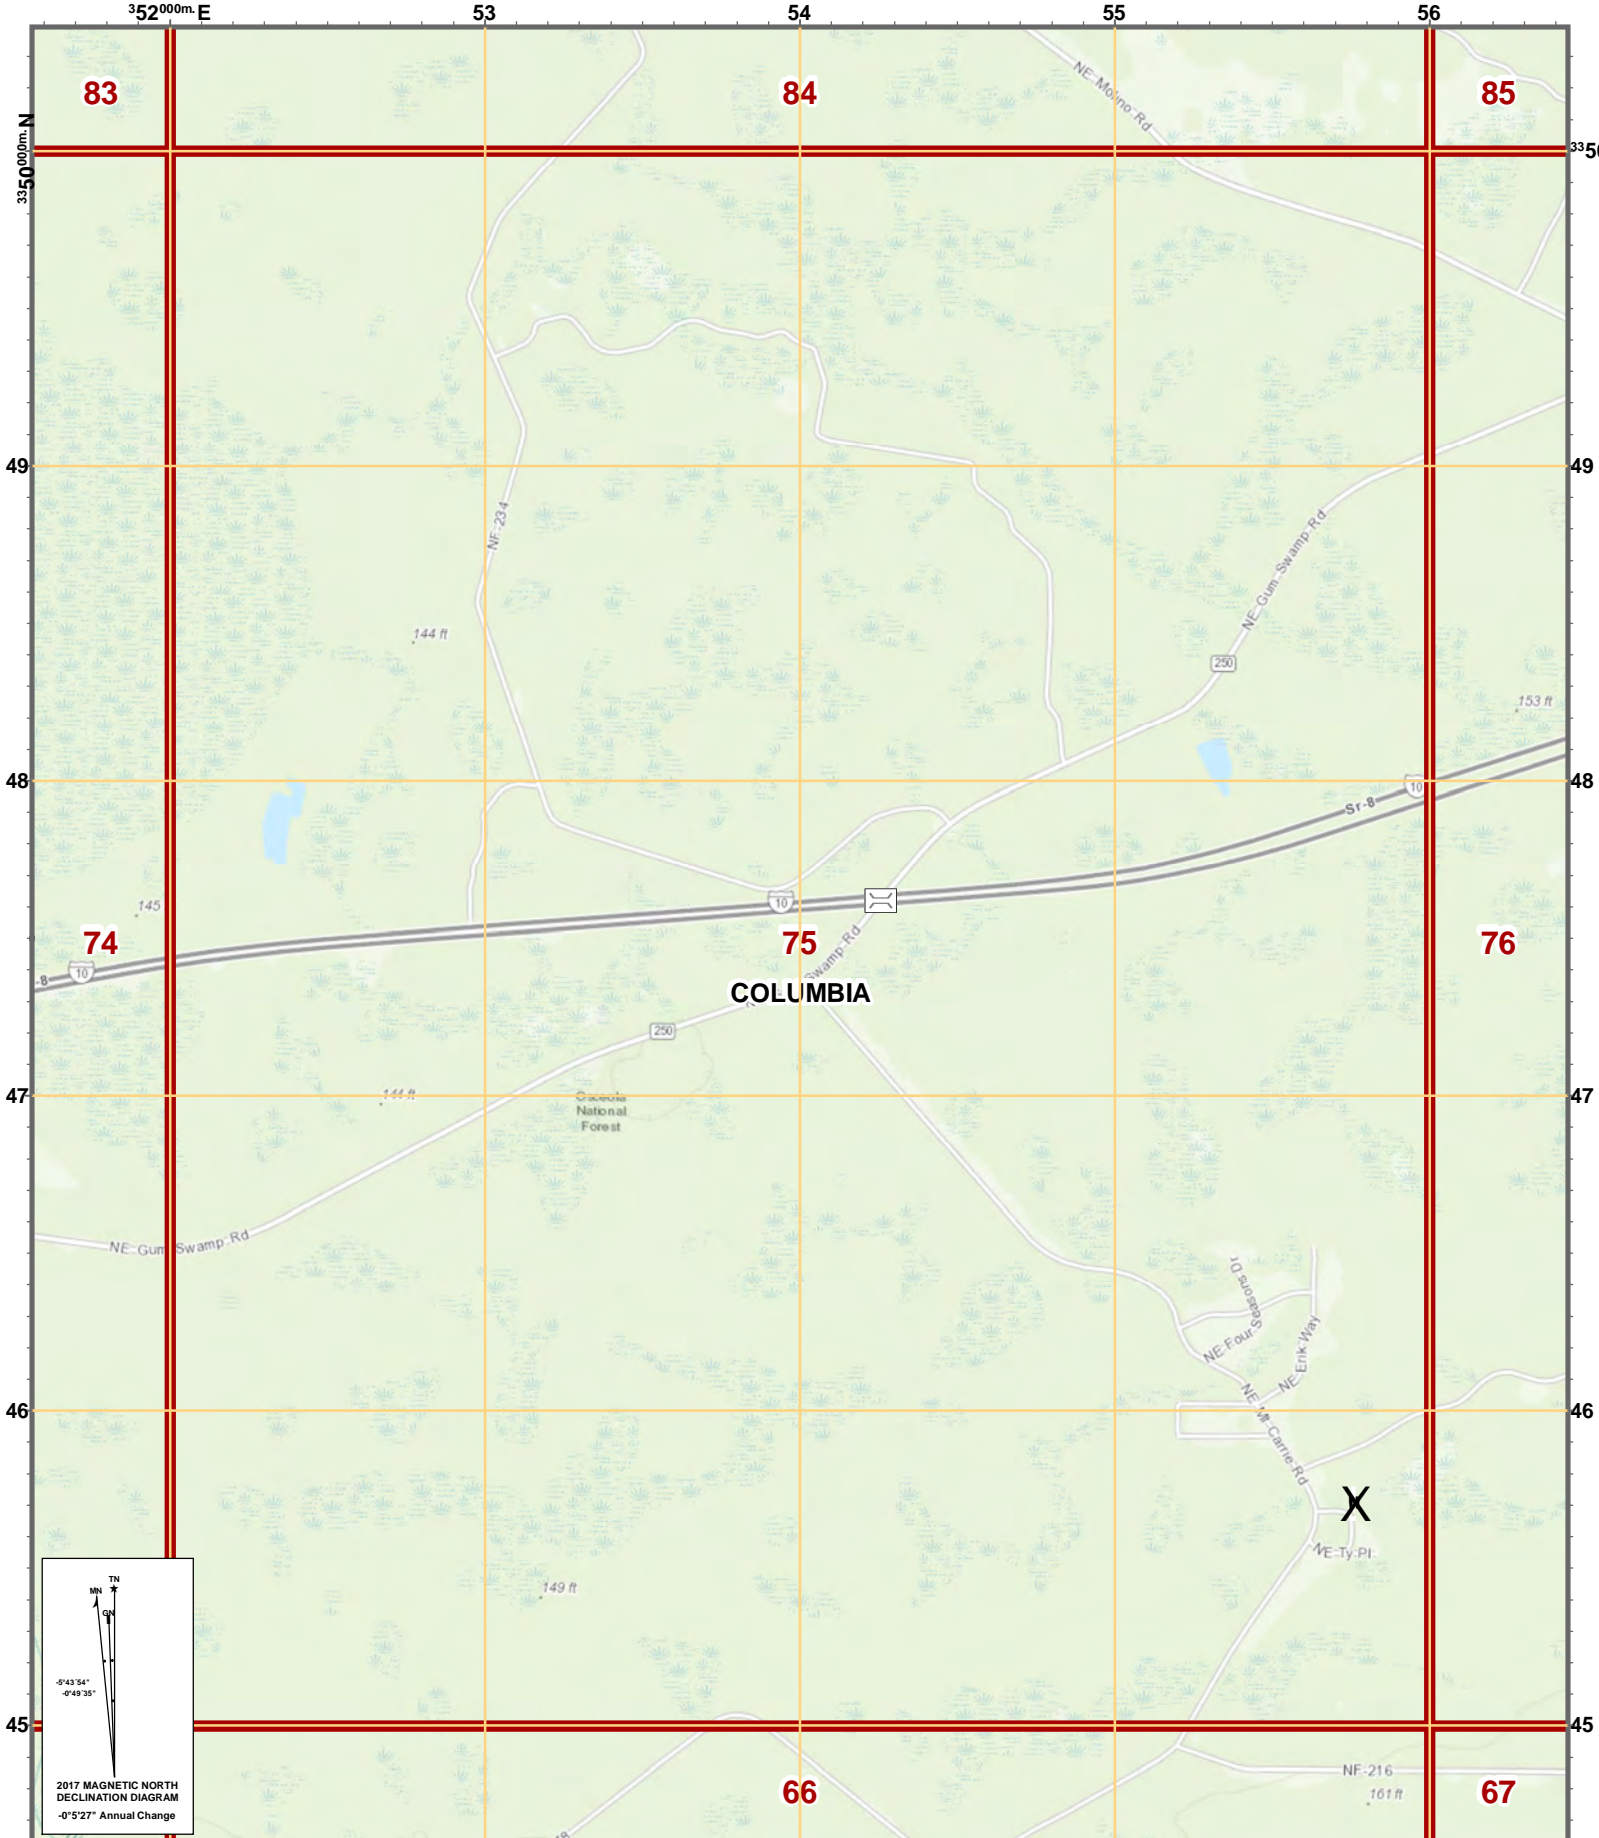 352000m. E
53
54
55
56
83
84
85
NE Molino Rd
3350000m. N
3350
49
49
NF-234
NE Gum Swamp Rd
144 ft
250
153 ft
48
48
10
Sr-8
145
10
74
75
76
Swamp Rd
10
-8
COLUMBIA
250
47
144 ft
47
Osceola
National
Forest
NE Gum Swamp Rd
NE Four Seasons Dr
NE Erik Way
46
NE Mt Carrie Rd
46
X
NE Ty Pl
149 ft
TN
MN
GN
-5°43'54"
-0°49'35"
45
45
NF-216
2017 MAGNETIC NORTH
DECLINATION DIAGRAM
161 ft
66
67
-0°5'27" Annual Change